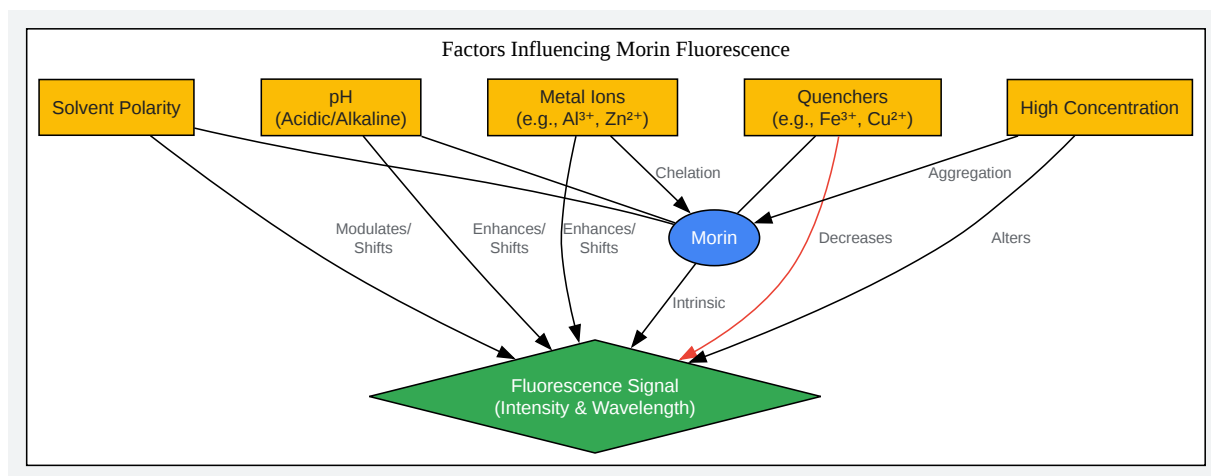 Factors Influencing Morin Fluorescence
Solvent Polarity
pH
(Acidic/Alkaline)
Metal Ions
(e.g., Al³⁺, Zn²⁺)
Quenchers
(e.g., Fe³⁺, Cu²⁺)
High Concentration
Chelation
Aggregation
Modulates/
Shifts
Enhances/
Shifts
Enhances/
Shifts
Morin
Decreases
Alters
Intrinsic
Fluorescence Signal
(Intensity & Wavelength)